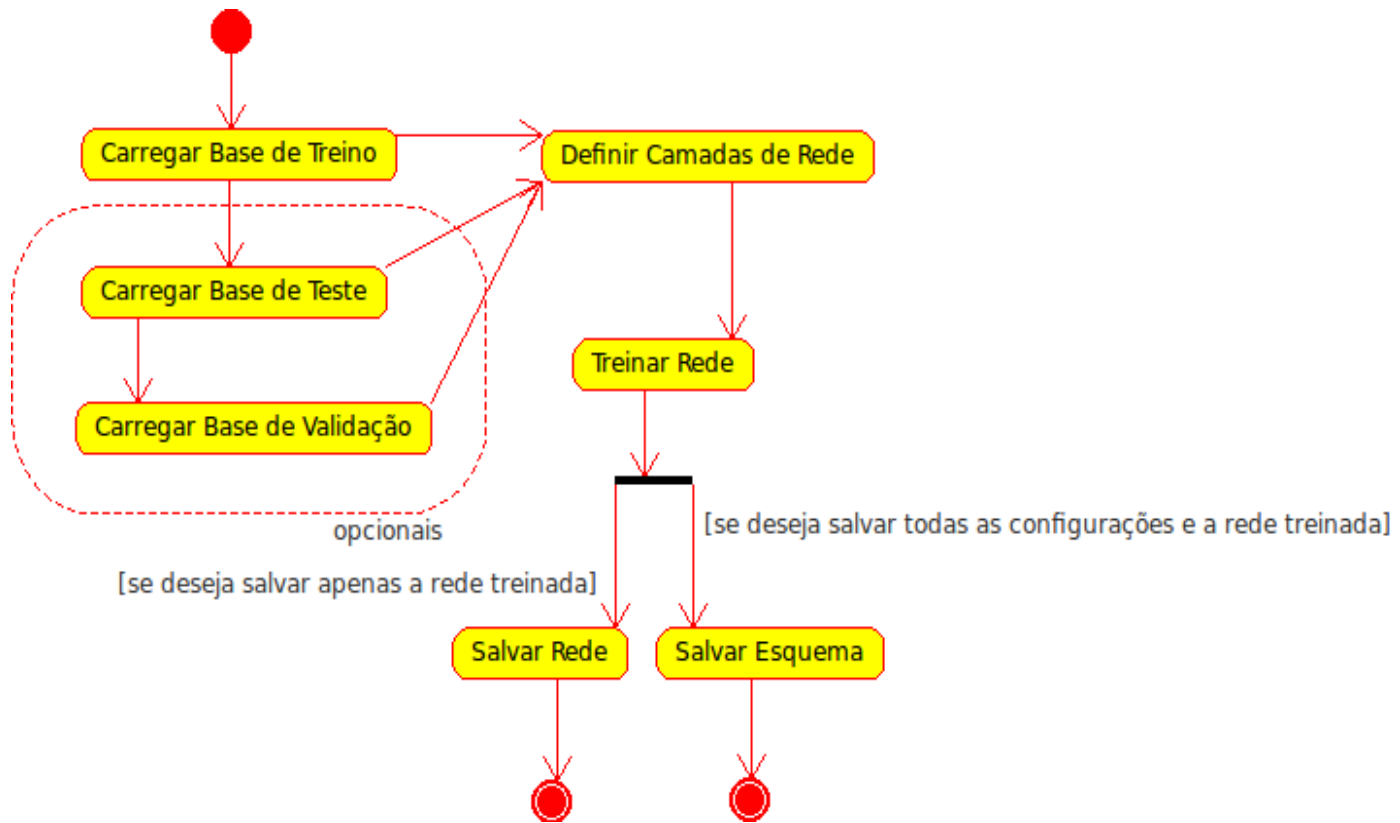 Carregar Base de Treino
Definir Camadas de Rede
Carregar Base de Teste
Treinar Rede
Carregar Base de Validação
opcionais
[se deseja salvar todas as configurações e a rede treinada]
[se deseja salvar apenas a rede treinada]
Salvar Rede
Salvar Esquema